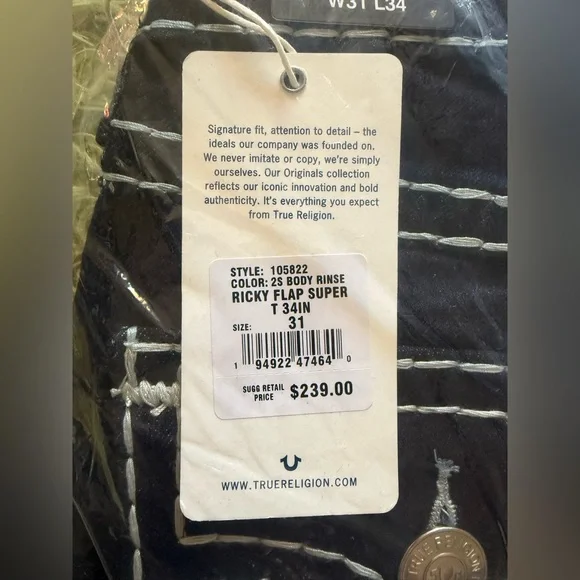 W31 L34
Signature fit, attention to detail – the
ideals our company was founded on.
We never imitate or copy, we're simply
ourselves. Our Originals collection
reflects our iconic innovation and bold
authenticity. It's everything you expect
from True Religion.
STYLE: 105822
COLOR: 2S BODY RINSE
RICKY FLAP SUPER
T 34IN
SIZE: 31
1 94922 47464 0
SUGG RETAIL
PRICE $239.00
WWW.TRUERELIGION.COM
TRUE RELIGION